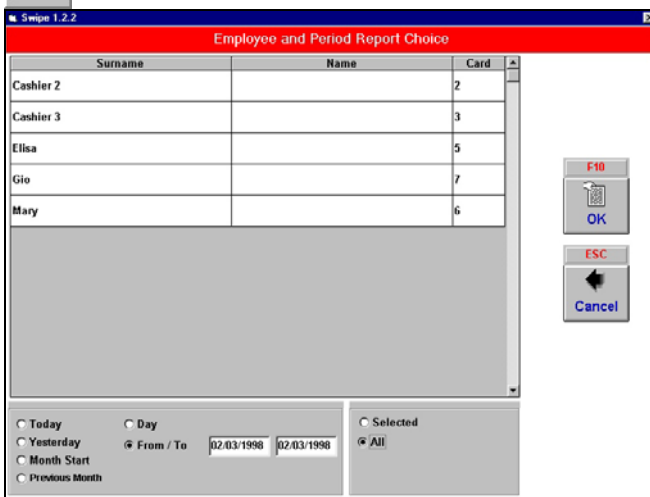 Swipe 1.2.2
Employee and Period Report Choice
Surname Name Card
Cashier 2 2
Cashier 3 3
Elisa 5
Gio 7
Mary 6
F10
OK
ESC
Cancel
Today Day Selected
Yesterday From / To 02/03/1998 02/03/1998 All
Month Start
Previous Month